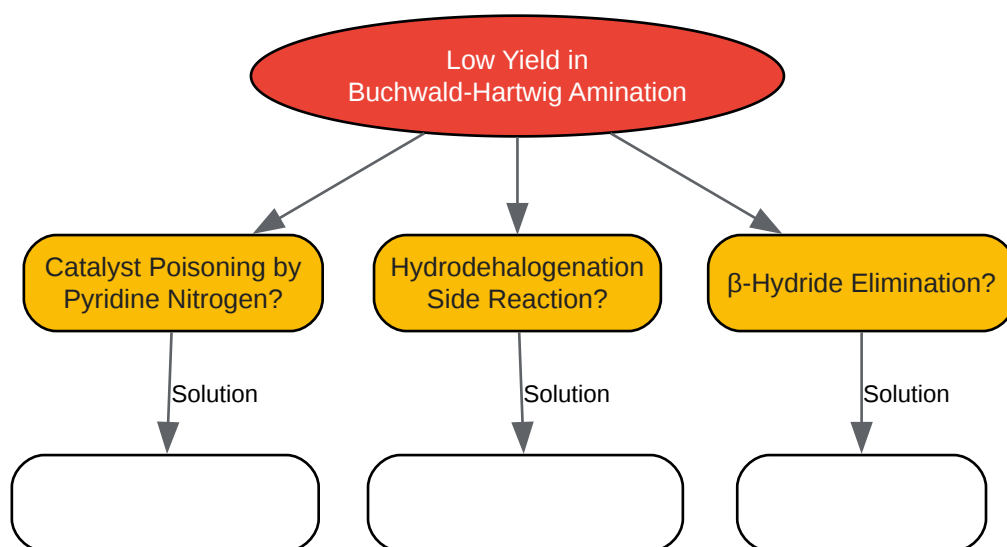 Low Yield in
Buchwald-Hartwig Amination
Catalyst Poisoning by
Pyridine Nitrogen?
Hydrodehalogenation
Side Reaction?
β-Hydride Elimination?
Solution
Solution
Solution